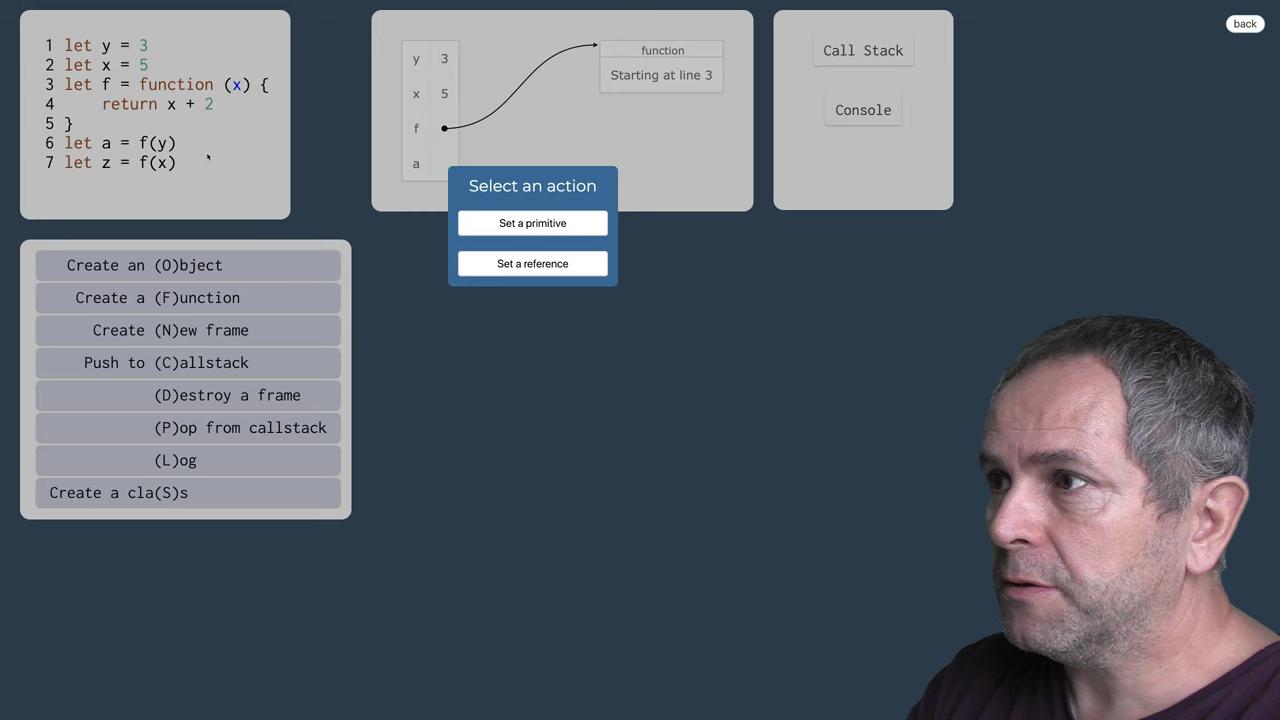 back
1 let y = 3
2 let x = 5
3 let f = function (x) {
4     return x + 2
5 }
6 let a = f(y)
7 let z = f(x)
y 3
x 5
f
a
function
Starting at line 3
Call Stack
Console
Select an action
Set a primitive
Set a reference
Create an (O)bject
Create a (F)unction
Create (N)ew frame
Push to (C)allstack
(D)estroy a frame
(P)op from callstack
(L)og
Create a cla(S)s